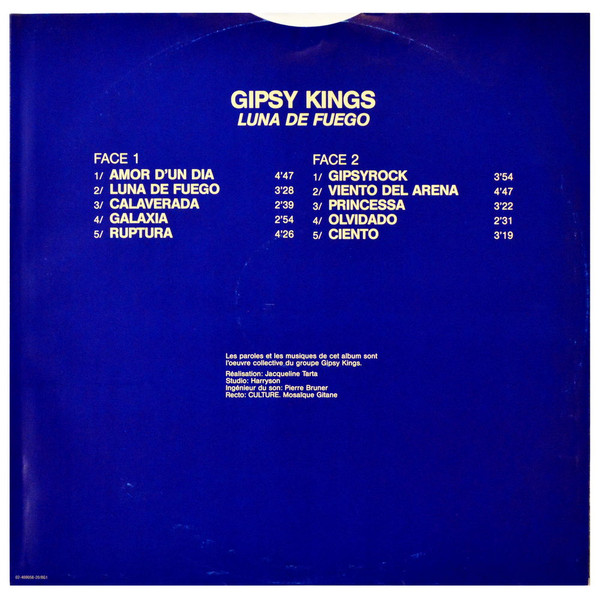 GIPSY KINGS
LUNA DE FUEGO
FACE 1
1/ AMOR D'UN DIA 4'47
2/ LUNA DE FUEGO 3'28
3/ CALAVERADA 2'39
4/ GALAXIA 2'54
5/ RUPTURA 4'26
FACE 2
1/ GIPSYROCK 3'54
2/ VIENTO DEL ARENA 4'47
3/ PRINCESSA 3'22
4/ OLVIDADO 2'31
5/ CIENTO 3'19
Les paroles et les musiques de cet album sont
l'oeuvre collective du groupe Gipsy Kings.
Réalisation: Jacqueline Tarta
Studio: Harryson
Ingénieur du son: Pierre Bruner
Recto: CULTURE. Mosaïque Gitane